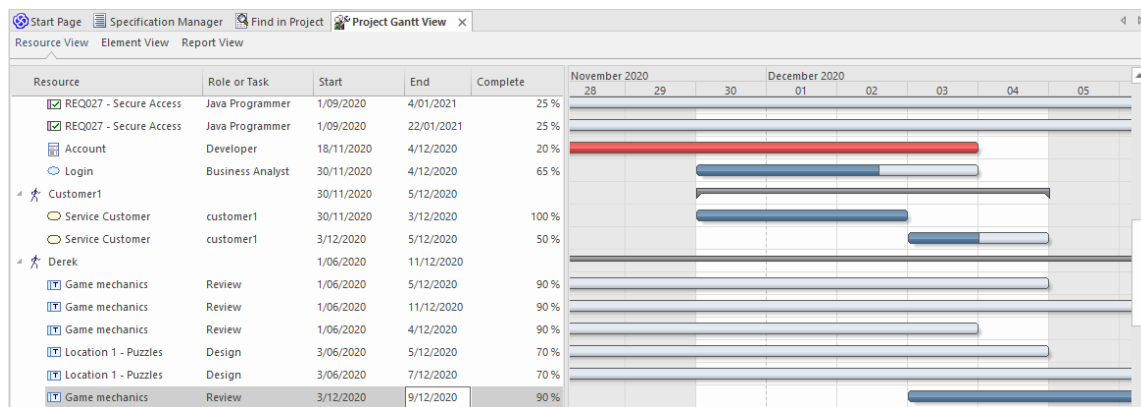 Start Page Specification Manager Find in Project Project Gantt View ×
Resource View Element View Report View
Resource Role or Task Start End Complete November 2020 December 2020
28 29 30 01 02 03 04 05
REQ027 - Secure Access Java Programmer 1/09/2020 4/01/2021 25 %
REQ027 - Secure Access Java Programmer 1/09/2020 22/01/2021 25 %
Account Developer 18/11/2020 4/12/2020 20 %
Login Business Analyst 30/11/2020 4/12/2020 65 %
Customer1 30/11/2020 5/12/2020
Service Customer customer1 30/11/2020 3/12/2020 100 %
Service Customer customer1 3/12/2020 5/12/2020 50 %
Derek 1/06/2020 11/12/2020
Game mechanics Review 1/06/2020 5/12/2020 90 %
Game mechanics Review 1/06/2020 11/12/2020 90 %
Game mechanics Review 1/06/2020 4/12/2020 90 %
Location 1 - Puzzles Design 3/06/2020 5/12/2020 70 %
Location 1 - Puzzles Design 3/06/2020 7/12/2020 70 %
Game mechanics Review 3/12/2020 9/12/2020 90 %